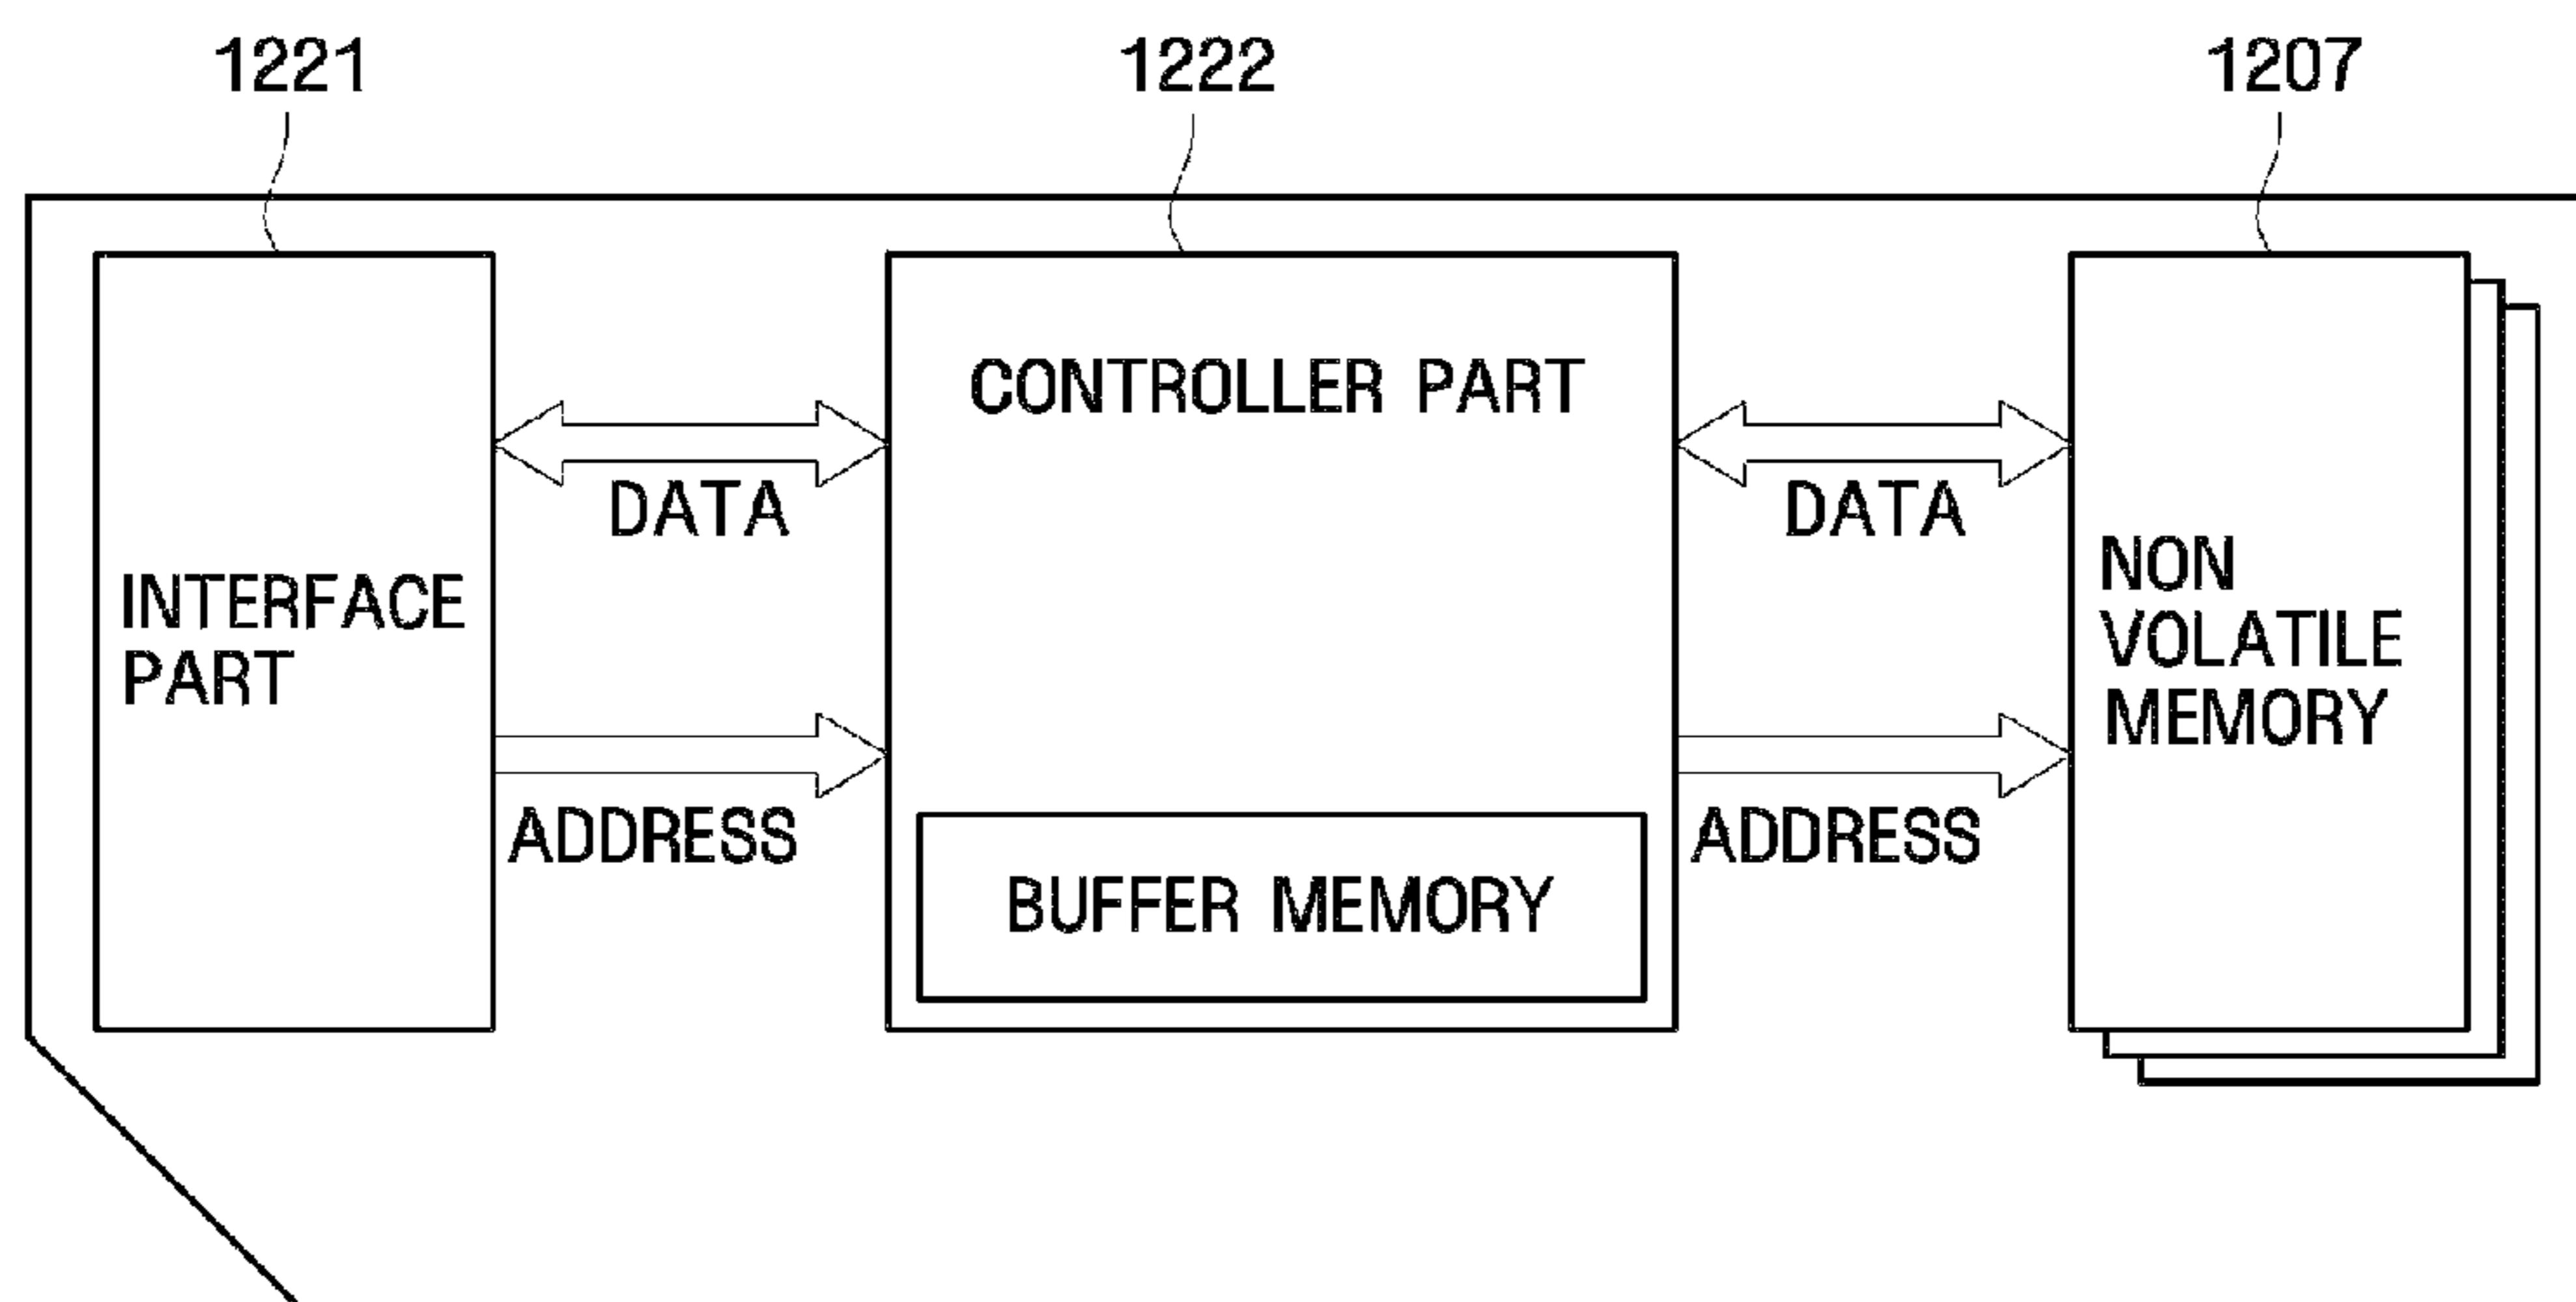 1221
1222
1207
CONTROLLER PART
DATA
DATA
INTERFACE
PART
NON
VOLATILE
MEMORY
ADDRESS
ADDRESS
BUFFER MEMORY